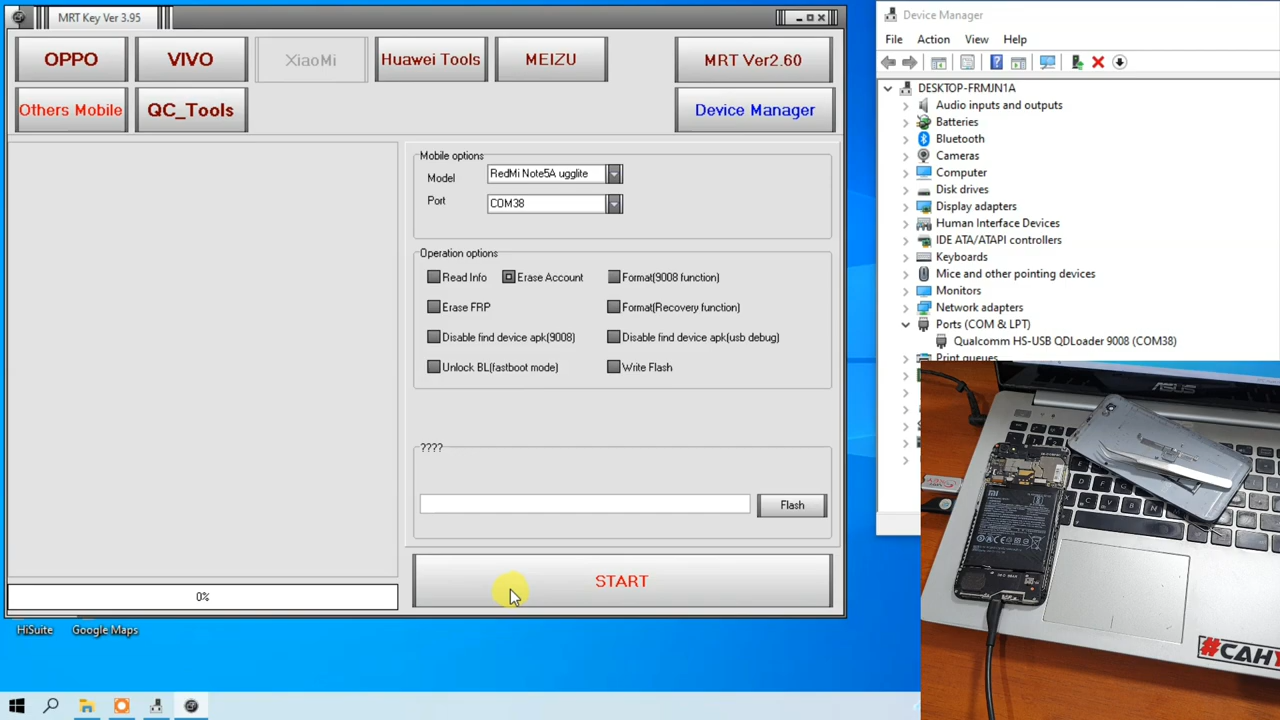 MRT Key Ver 3.95
OPPO
VIVO
XiaoMi
Huawei Tools
MEIZU
MRT Ver2.60
Others Mobile
QC_Tools
Device Manager
Mobile options
Model
RedMi Note5A ugglite
Port
COM38
Operation options
Read Info
Erase Account
Format(9008 function)
Erase FRP
Format(Recovery function)
Disable find device apk(9008)
Disable find device apk(usb debug)
Unlock BL(fastboot mode)
Write Flash
????
Flash
START
0%
HiSuite
Google Maps
Device Manager
File
Action
View
Help
DESKTOP-FRMJN1A
Audio inputs and outputs
Batteries
Bluetooth
Cameras
Computer
Disk drives
Display adapters
Human Interface Devices
IDE ATA/ATAPI controllers
Keyboards
Mice and other pointing devices
Monitors
Network adapters
Ports (COM & LPT)
Qualcomm HS-USB QDLoader 9008 (COM38)
Print queues
ASUS
#CAHY